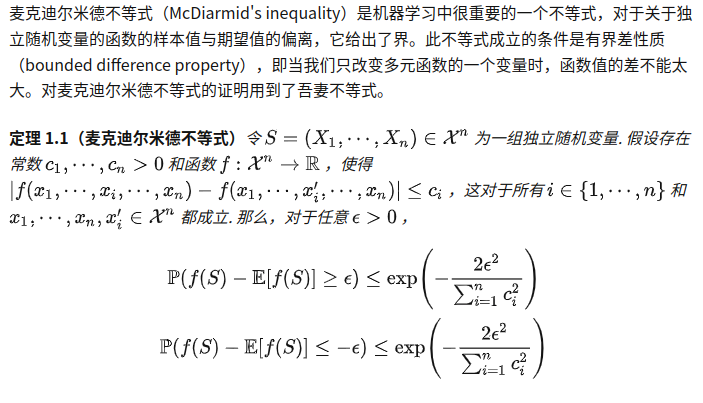 麦克迪尔米德不等式（McDiarmid's inequality）是机器学习中很重要的一个不等式，对于关于独
立随机变量的函数的样本值与期望值的偏离，它给出了界。此不等式成立的条件是有界差性质
（bounded difference property），即当我们只改变多元函数的一个变量时，函数值的差不能太
大。对麦克迪尔米德不等式的证明用到了吾妻不等式。
定理 1.1（麦克迪尔米德不等式）令 $S = (X_1, \cdots, X_n) \in \mathcal{X}^n$ 为一组独立随机变量. 假设存在
常数 $c_1, \cdots, c_n > 0$ 和函数 $f : \mathcal{X}^n \to \mathbb{R}$ ，使得
$|f(x_1, \cdots, x_i, \cdots, x_n) - f(x_1, \cdots, x_i', \cdots, x_n)| \leq c_i$ ，这对于所有 $i \in \{1, \cdots, n\}$ 和
$x_1, \cdots, x_n, x_i' \in \mathcal{X}^n$ 都成立. 那么，对于任意 $\epsilon > 0$ ，
$\mathbb{P}(f(S) - \mathbb{E}[f(S)] \geq \epsilon) \leq \exp\left(-\frac{2\epsilon^2}{\sum_{i=1}^n c_i^2}\right)$
$\mathbb{P}(f(S) - \mathbb{E}[f(S)] \leq -\epsilon) \leq \exp\left(-\frac{2\epsilon^2}{\sum_{i=1}^n c_i^2}\right)$